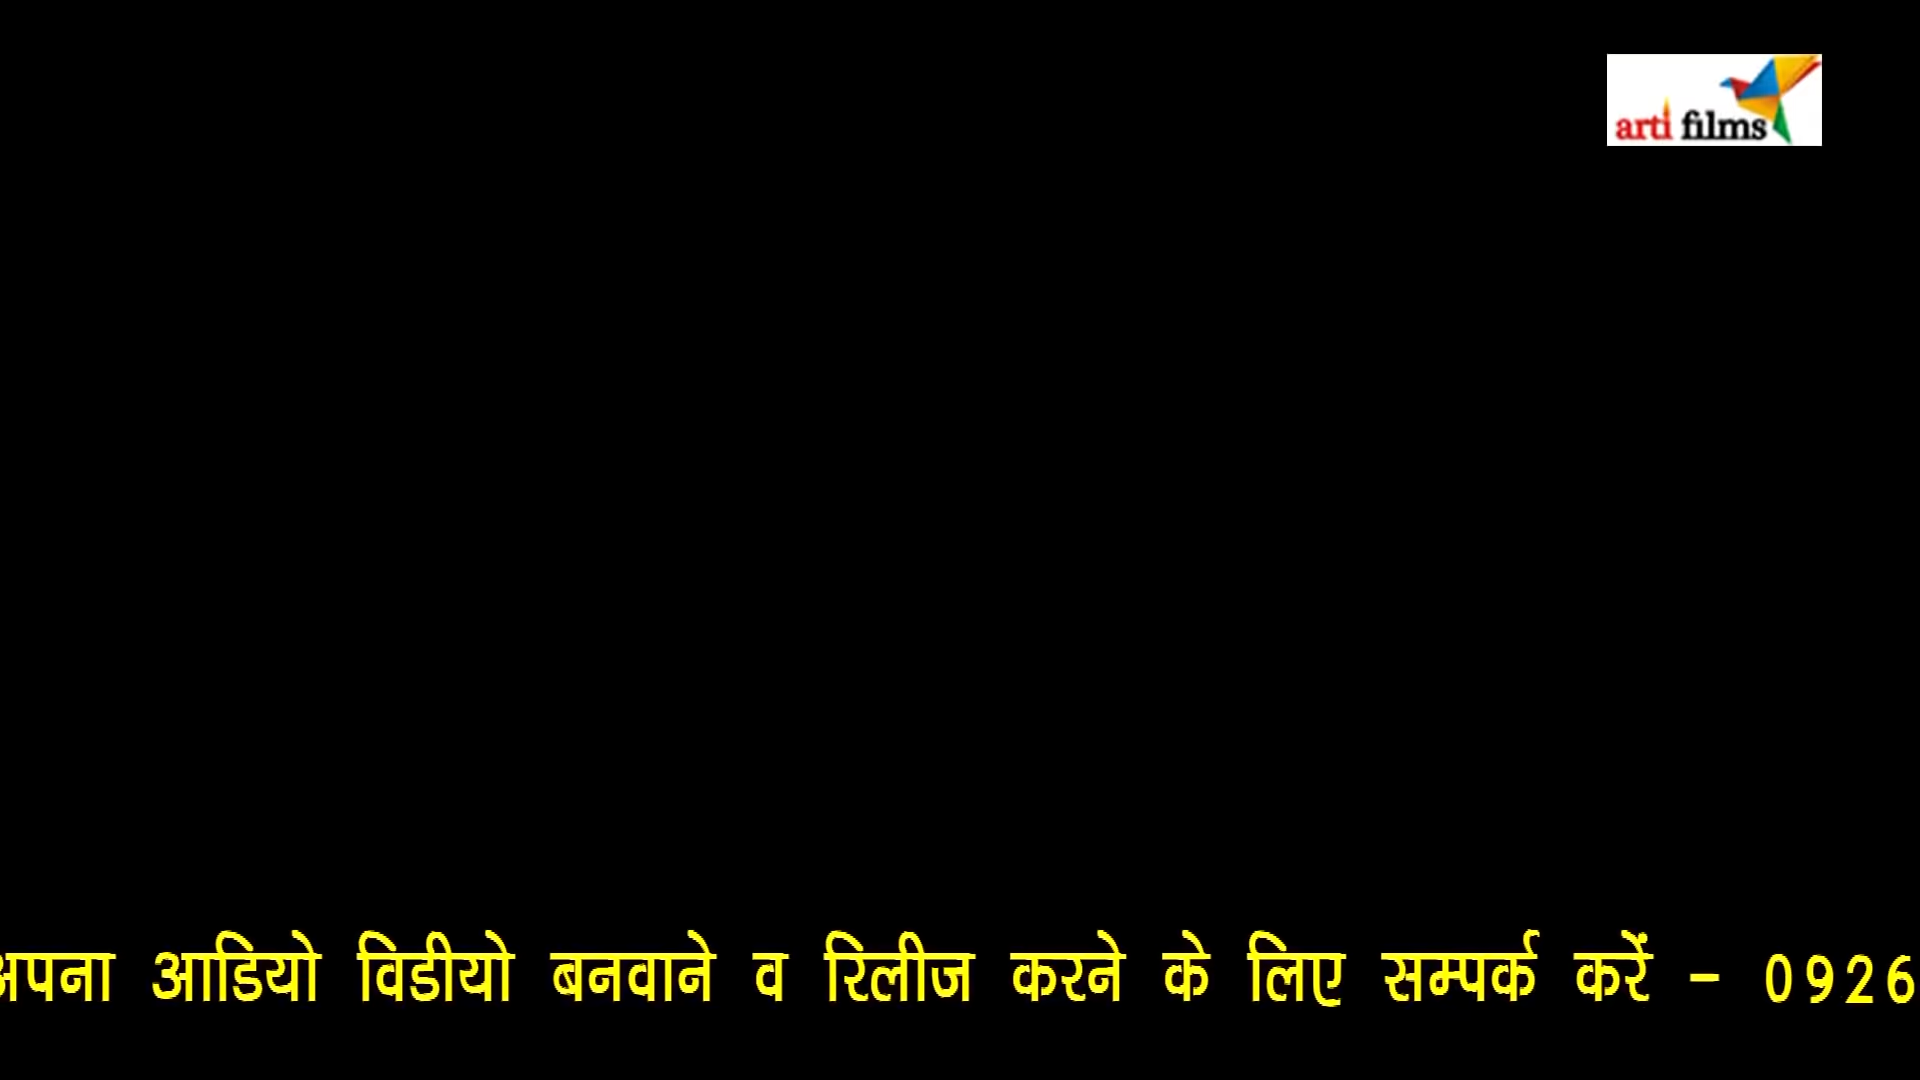 arti films
अपना आडियो विडीयो बनवाने व रिलीज करने के लिए सम्पर्क करें - 0926